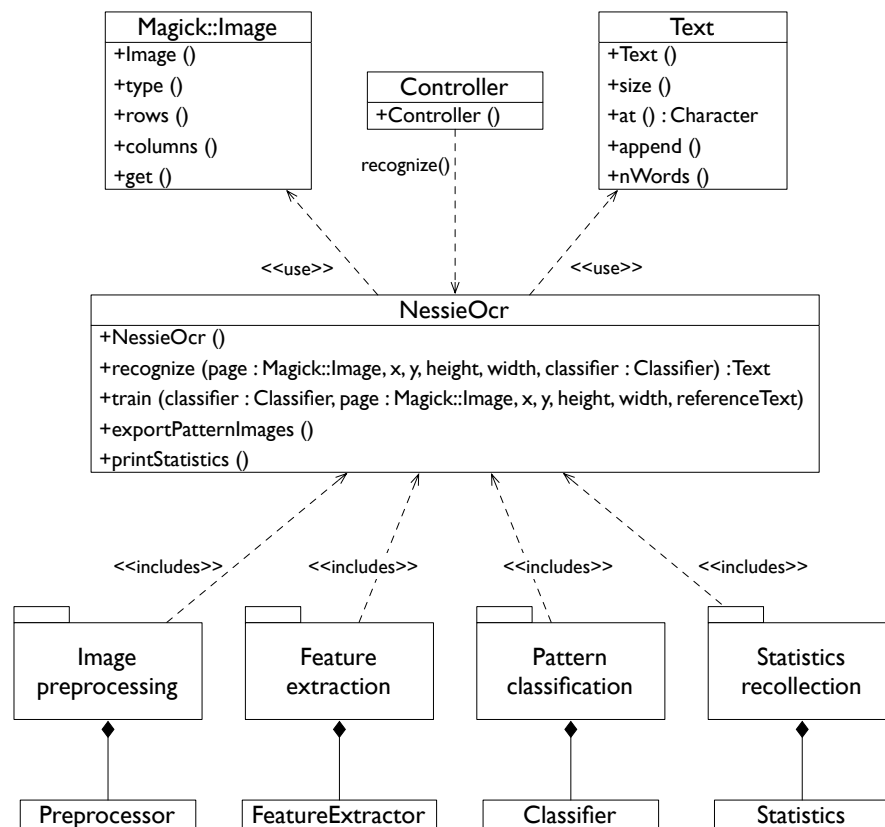 Magick::Image
+Image ()
+type ()
+rows ()
+columns ()
+get ()
Controller
+Controller ()
Text
+Text ()
+size ()
+at () : Character
+append ()
+nWords ()
recognize()
<<use>>
<<use>>
NessieOcr
+NessieOcr ()
+recognize (page : Magick::Image, x, y, height, width, classifier : Classifier) : Text
+train (classifier : Classifier, page : Magick::Image, x, y, height, width, referenceText)
+exportPatternImages ()
+printStatistics ()
<<includes>>
<<includes>>
<<includes>>
<<includes>>
Image
preprocessing
Feature
extraction
Pattern
classification
Statistics
recollection
Preprocessor
FeatureExtractor
Classifier
Statistics